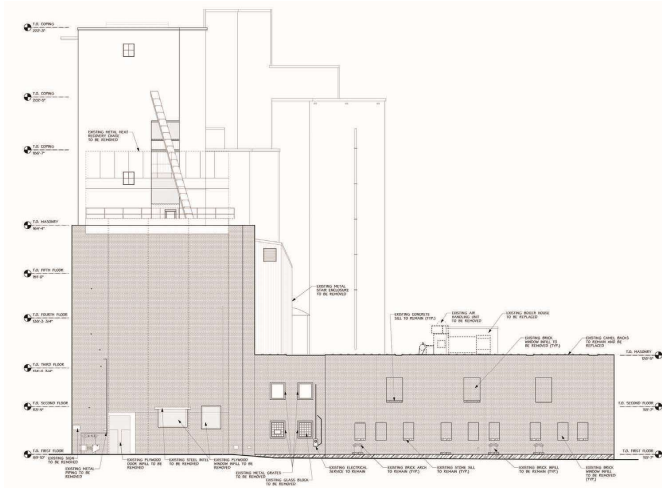 T.O. COPING
T.O. COPING
T.O. COPING
EXISTING METAL HEAT
RECOVERY CHASE
TO BE REMOVED
T.O. MASONRY
T.O. FIFTH FLOOR
EXISTING METAL
STAIR ENCLOSURE
TO BE REMOVED
T.O. FOURTH FLOOR
EXISTING CONCRETE
SILL TO REMAIN (TYP.)
EXISTING AIR
HANDLING UNIT
TO BE REMOVED
EXISTING BOILER HOUSE
TO BE REPLACED
EXISTING BRICK
WINDOW INFILL TO
BE REMOVED (TYP.)
EXISTING CAMEL BACKS
TO REMAIN AND BE
REPLACED
T.O. MASONRY
T.O. THIRD FLOOR
T.O. SECOND FLOOR
T.O. SECOND FLOOR
T.O. FIRST FLOOR
T.O. FIRST FLOOR
EXISTING SIGN
TO BE REMOVED
EXISTING METAL
PIPING TO BE
REMOVED
EXISTING PLYWOOD
DOOR INFILL TO BE
REMOVED
EXISTING STEEL INFILL
TO BE REMOVED
EXISTING PLYWOOD
WINDOW INFILL TO BE
REMOVED
EXISTING METAL GRATES
TO BE REMOVED
EXISTING GLASS BLOCK
TO BE REMOVED
EXISTING ELECTRICAL
SERVICE TO REMAIN
EXISTING BRICK ARCH
TO REMAIN (TYP.)
EXISTING STONE SILL
TO REMAIN (TYP.)
EXISTING BRICK INFILL
TO BE REMAIN (TYP.)
EXISTING BRICK
WINDOW INFILL TO
BE REMOVED
(TYP.)